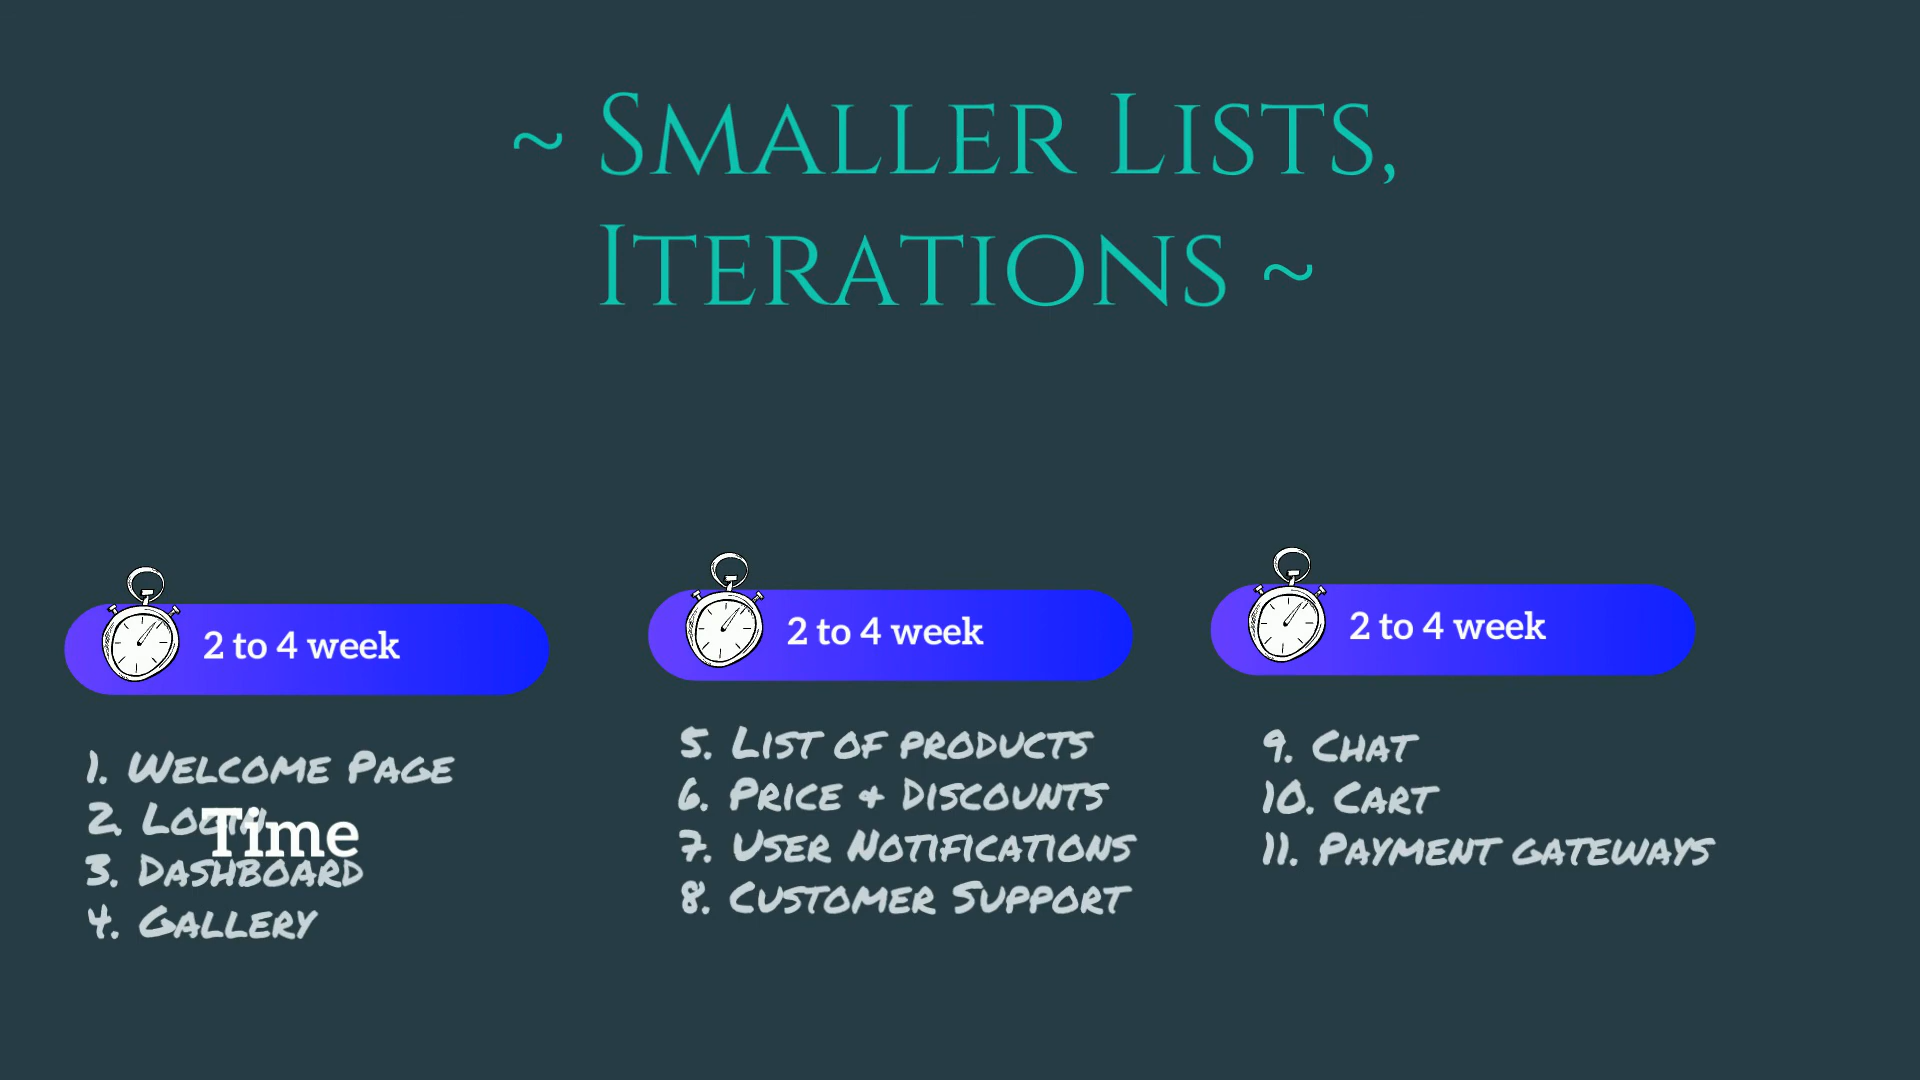 ~ Smaller Lists,
Iterations ~
2 to 4 week
1. Welcome Page
2. Login
3. Dashboard
4. Gallery
Time
2 to 4 week
5. List of products
6. Price & Discounts
7. User Notifications
8. Customer Support
2 to 4 week
9. Chat
10. Cart
11. Payment gateways